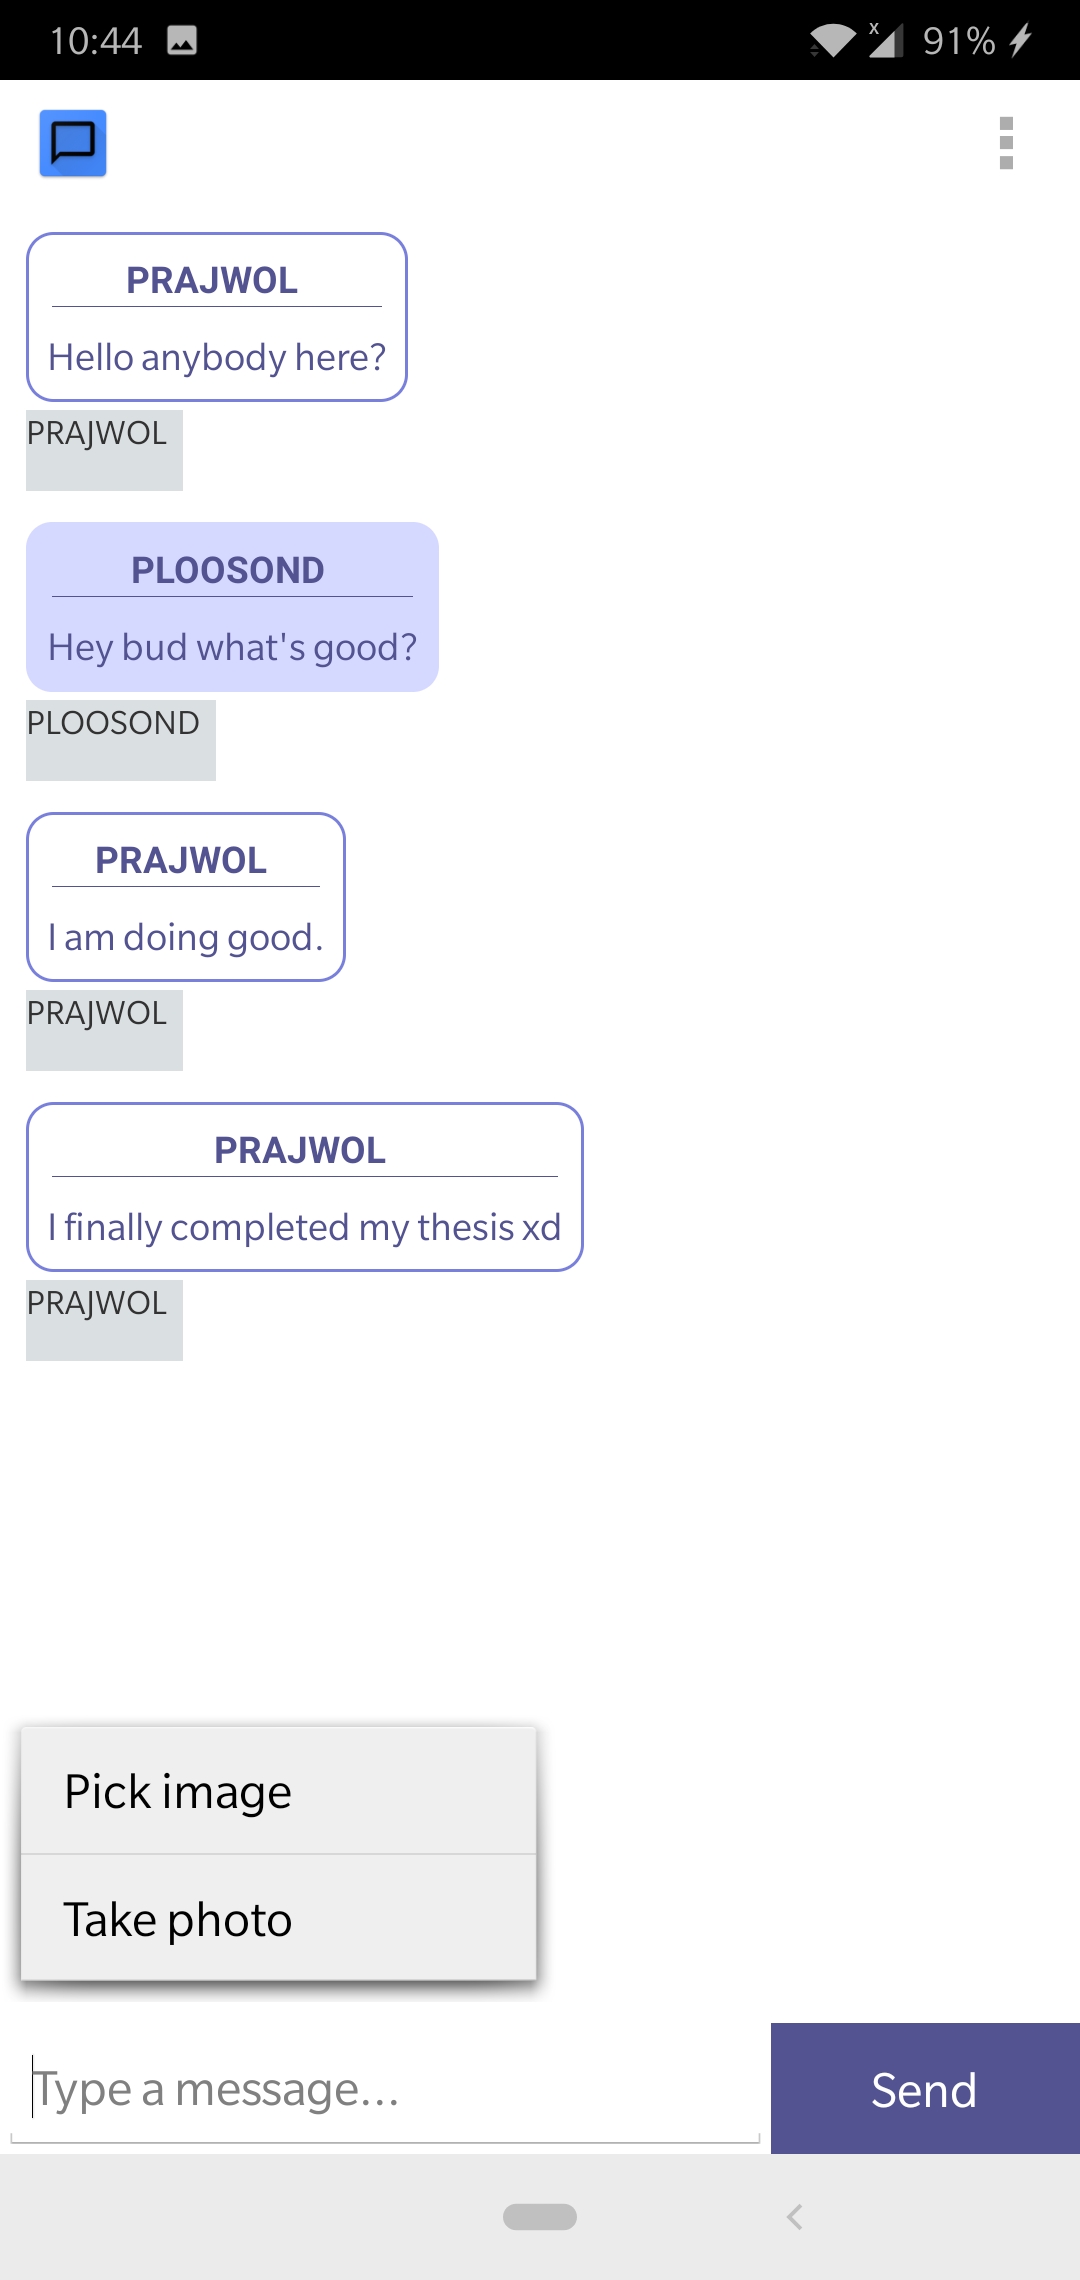 10:44
x 91%
PRAJWOL
Hello anybody here?
PRAJWOL
PLOOSOND
Hey bud what's good?
PLOOSOND
PRAJWOL
I am doing good.
PRAJWOL
PRAJWOL
I finally completed my thesis xd
PRAJWOL
Pick image
Take photo
Type a message...
Send